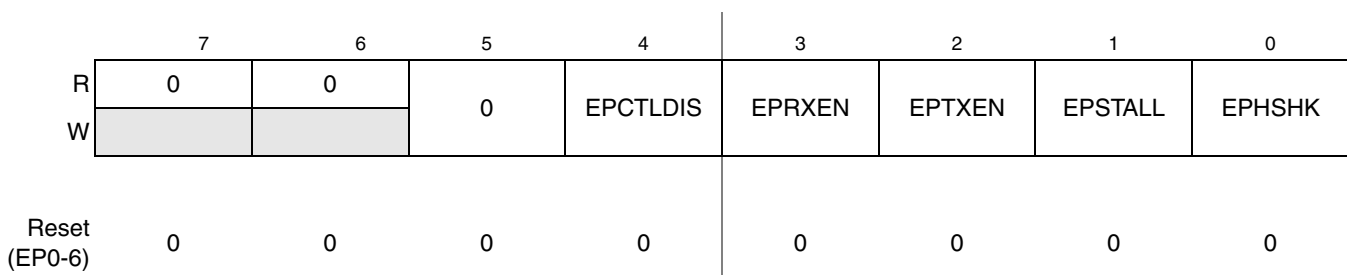 7 6 5 4 3 2 1 0
R 0 0 0 EPCTLDIS EPRXEN EPTXEN EPSTALL EPHSHK
W
Reset
(EP0-6) 0 0 0 0 0 0 0 0